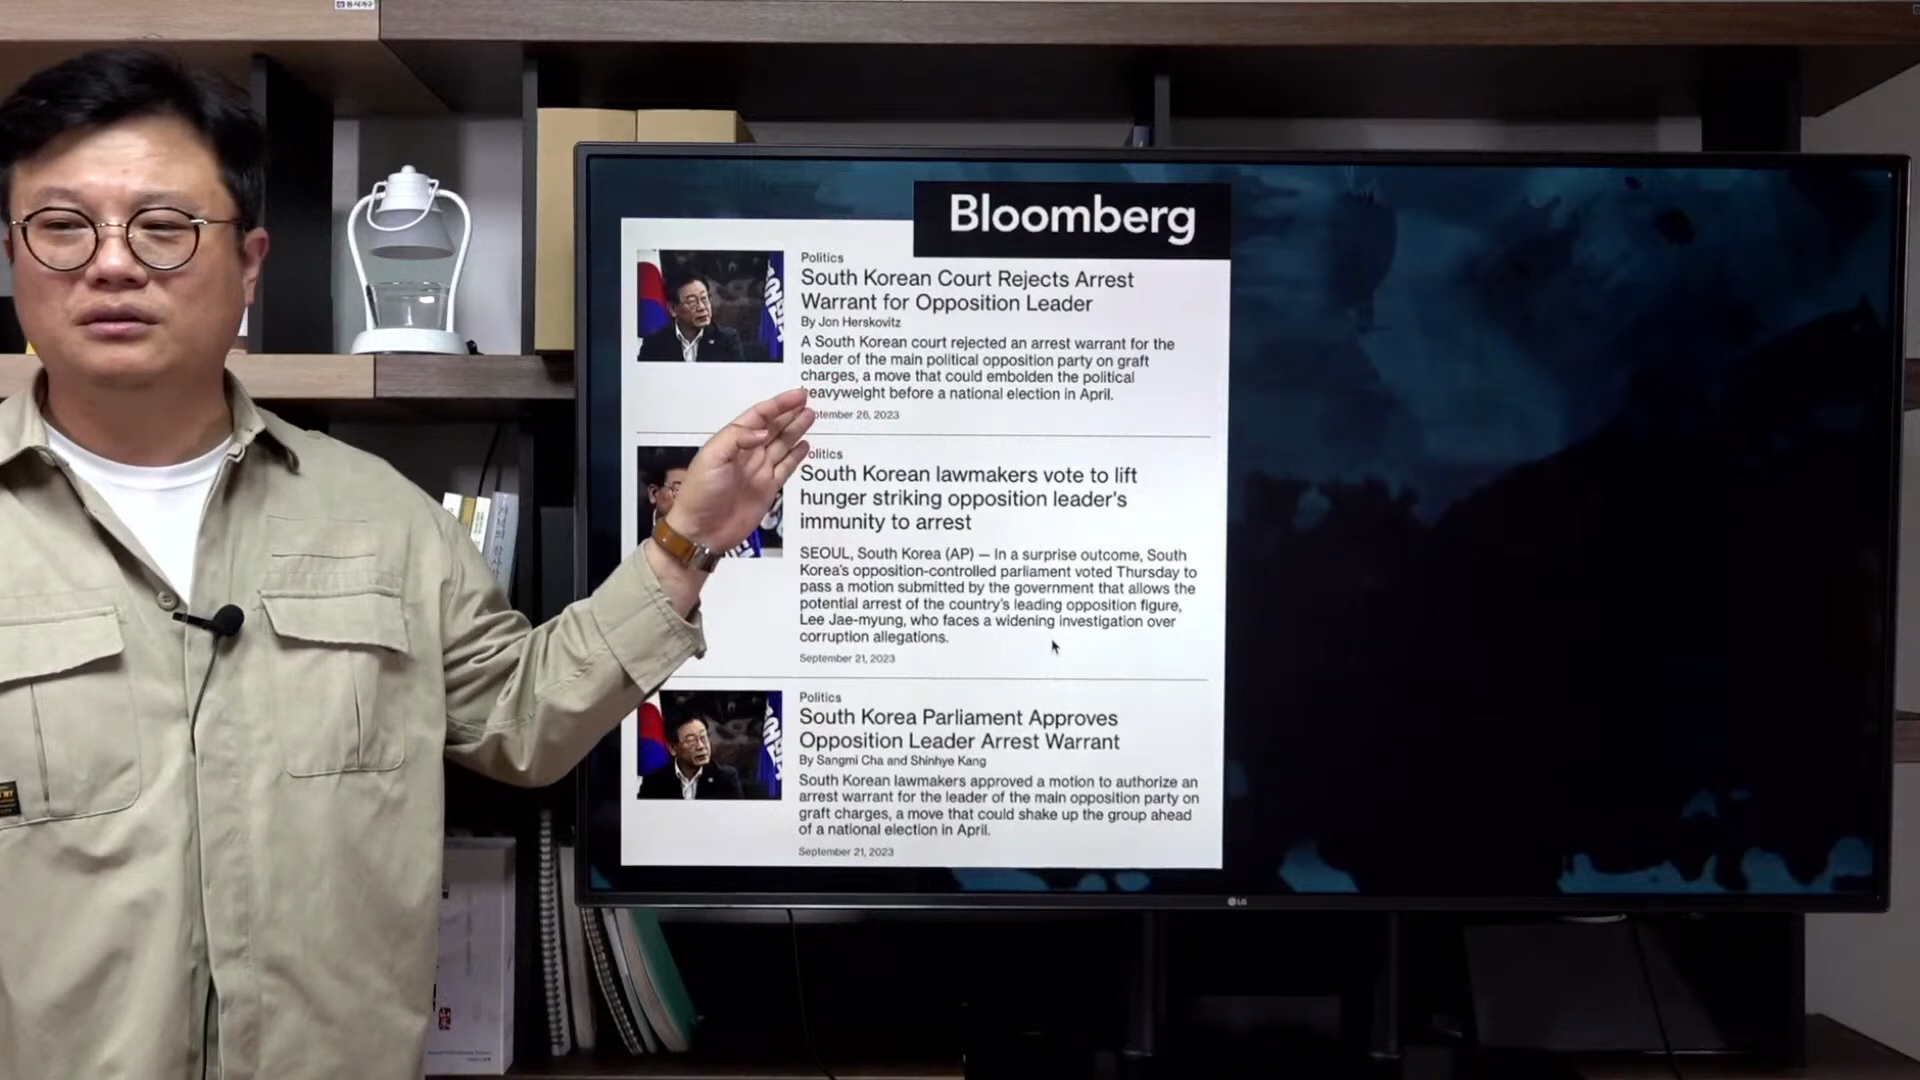 동서가구
Bloomberg
Politics
South Korean Court Rejects Arrest
Warrant for Opposition Leader
By Jon Herskovitz
A South Korean court rejected an arrest warrant for the
leader of the main political opposition party on graft
charges, a move that could embolden the political
heavyweight before a national election in April.
September 26, 2023
Politics
South Korean lawmakers vote to lift
hunger striking opposition leader's
immunity to arrest
SEOUL, South Korea (AP) — In a surprise outcome, South
Korea's opposition-controlled parliament voted Thursday to
pass a motion submitted by the government that allows the
potential arrest of the country's leading opposition figure,
Lee Jae-myung, who faces a widening investigation over
corruption allegations.
September 21, 2023
Politics
South Korea Parliament Approves
Opposition Leader Arrest Warrant
By Sangmi Cha and Shinhye Kang
South Korean lawmakers approved a motion to authorize an
arrest warrant for the leader of the main opposition party on
graft charges, a move that could shake up the group ahead
of a national election in April.
September 21, 2023
LG